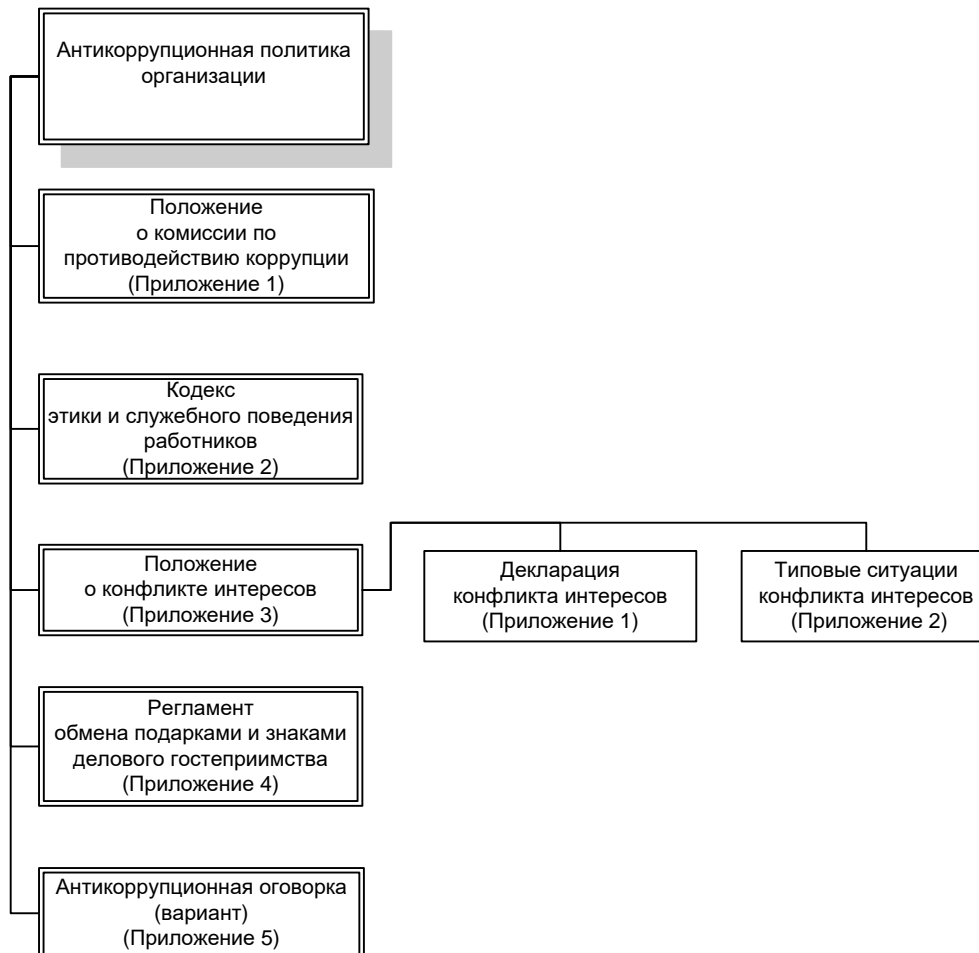 Антикоррупционная политика
организации
Положение
о комиссии по
противодействию коррупции
(Приложение 1)
Кодекс
этики и служебного поведения
работников
(Приложение 2)
Положение
о конфликте интересов
(Приложение 3)
Декларация
конфликта интересов
(Приложение 1)
Типовые ситуации
конфликта интересов
(Приложение 2)
Регламент
обмена подарками и знаками
делового гостеприимства
(Приложение 4)
Антикоррупционная оговорка
(вариант)
(Приложение 5)